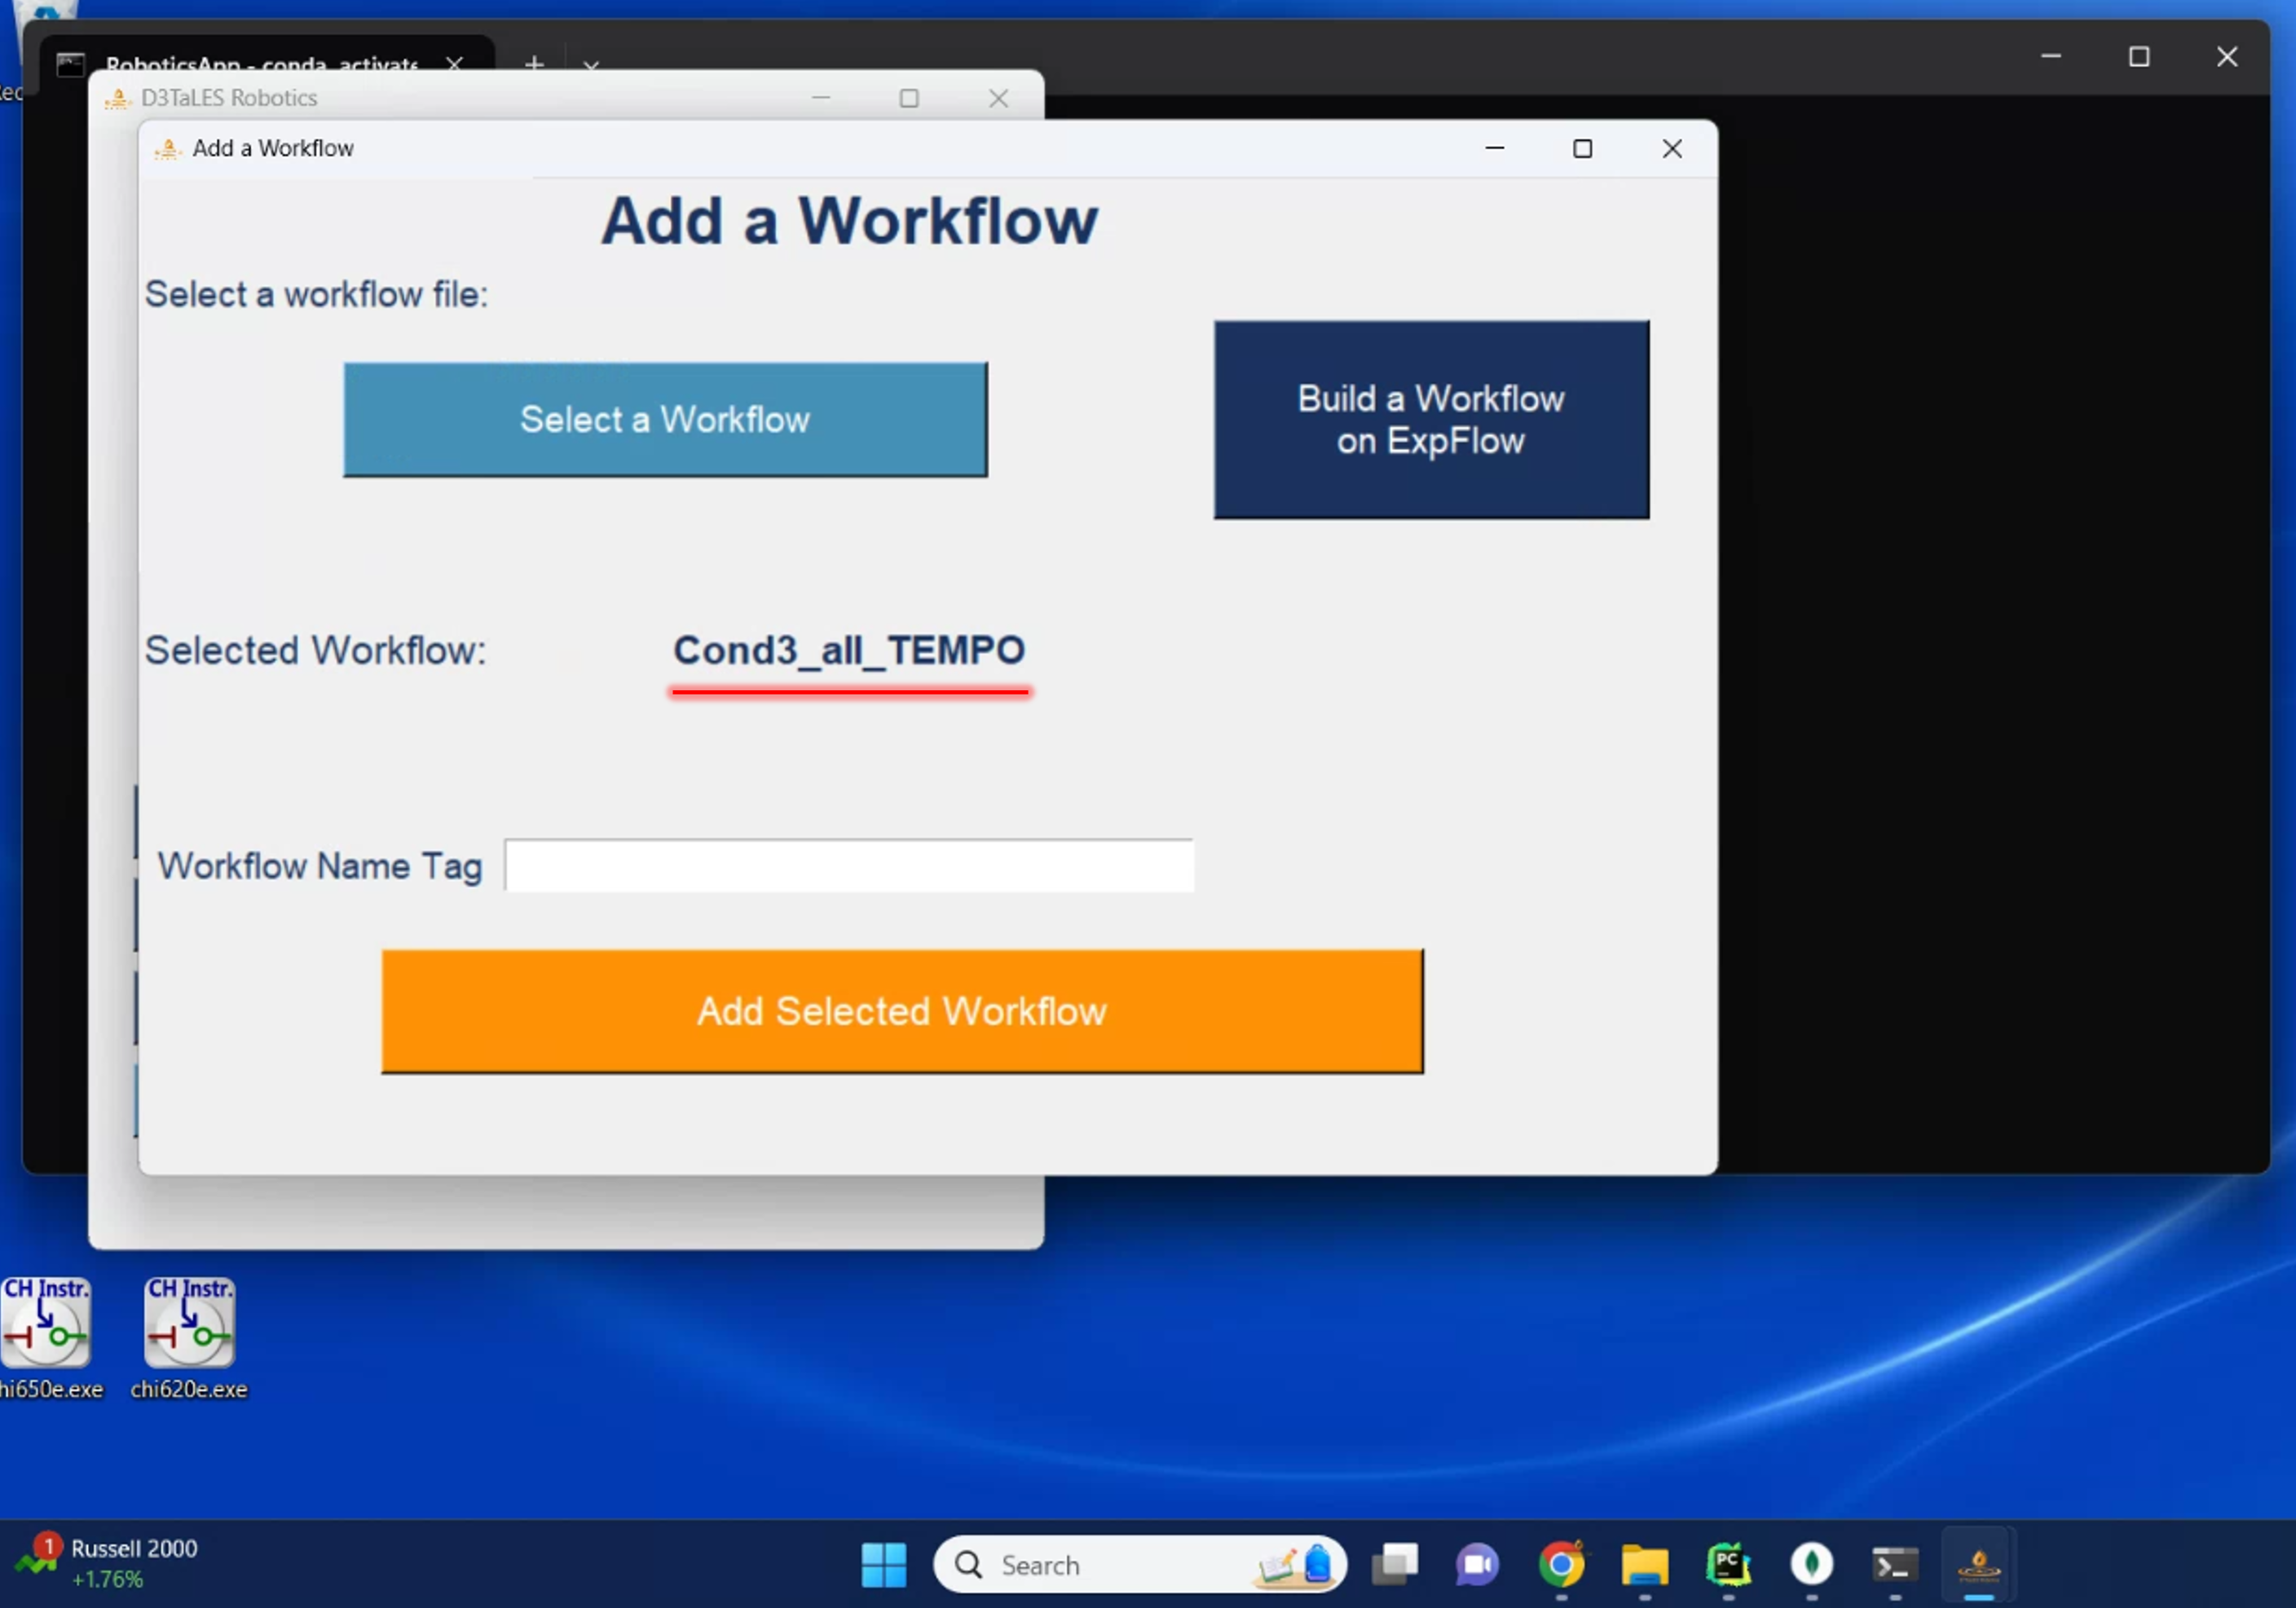 RoboticsApp - conda_activate
D3TaLES Robotics
Add a Workflow
Add a Workflow
Select a workflow file:
Select a Workflow
Build a Workflow
on ExpFlow
Selected Workflow:
Cond3_all_TEMPO
Workflow Name Tag
Add Selected Workflow
CH Instr.
CH Instr.
hi650e.exe
chi620e.exe
1
Russell 2000
+1.76%
Search
PC